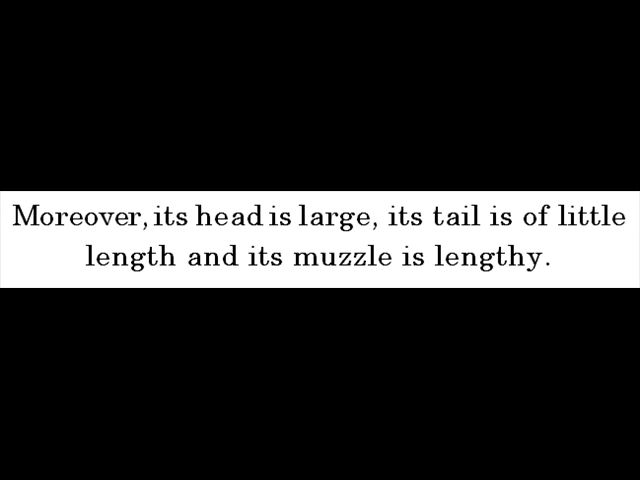 Moreover, its head is large, its tail is of little
length and its muzzle is lengthy.